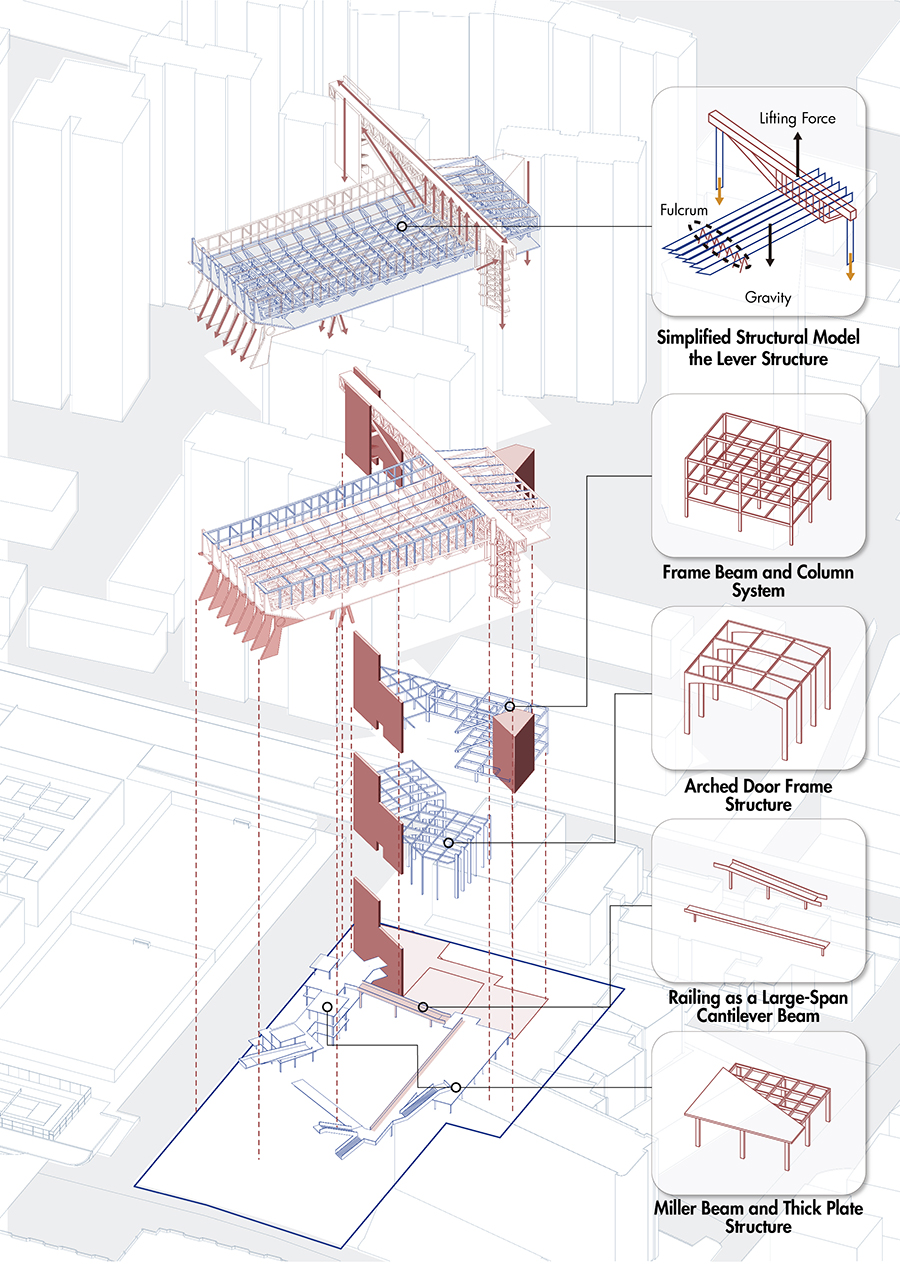 Lifting Force
Fulcrum
Gravity
Simplified Structural Model
the Lever Structure
Frame Beam and Column
System
Arched Door Frame
Structure
Railing as a Large-Span
Cantilever Beam
Miller Beam and Thick Plate
Structure